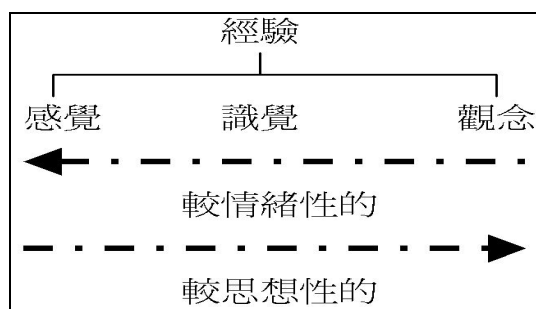 經驗
感覺 識覺 觀念
較情緒性的
較思想性的